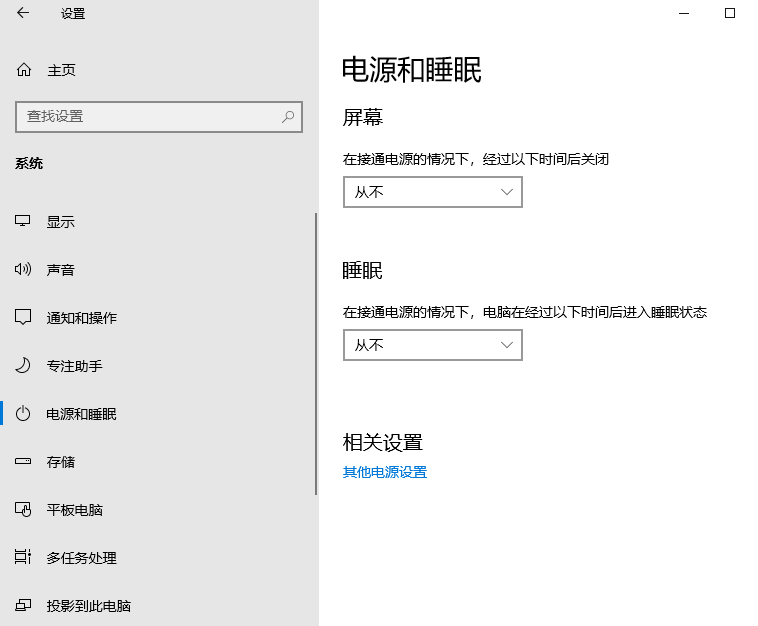 设置
主页
查找设置
系统
显示
声音
通知和操作
专注助手
电源和睡眠
存储
平板电脑
多任务处理
投影到此电脑
电源和睡眠
屏幕
在接通电源的情况下，经过以下时间后关闭
从不
睡眠
在接通电源的情况下，电脑在经过以下时间后进入睡眠状态
从不
相关设置
其他电源设置